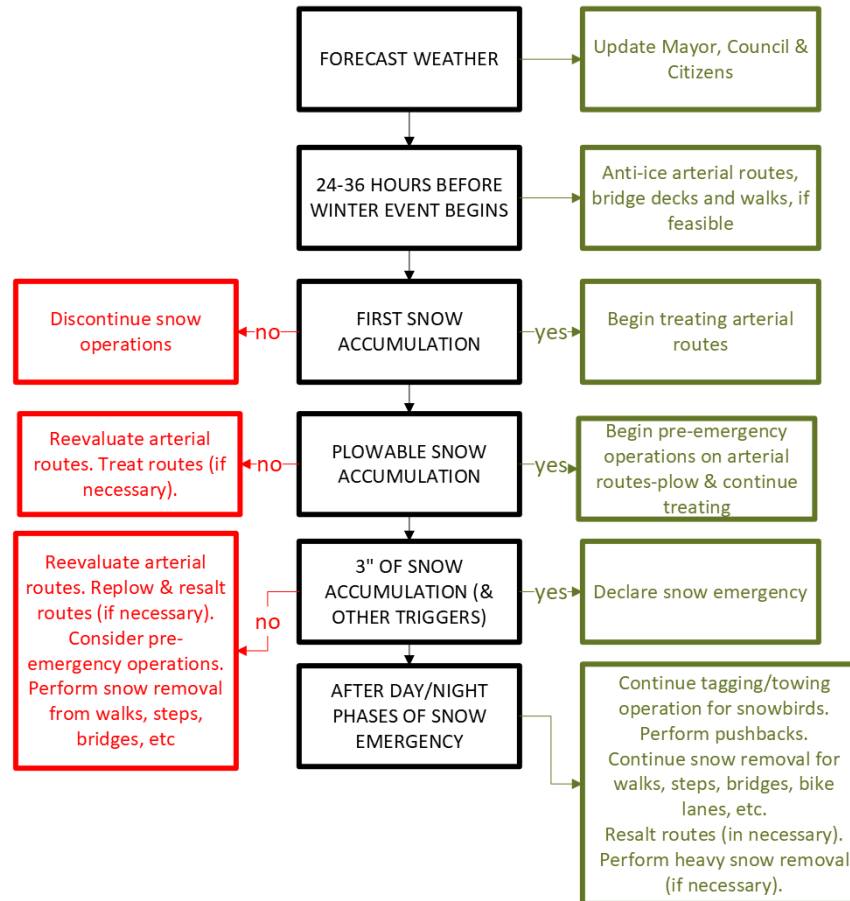 FORECAST WEATHER
Update Mayor, Council &
Citizens
24-36 HOURS BEFORE
WINTER EVENT BEGINS
Anti-ice arterial routes,
bridge decks and walks, if
feasible
Discontinue snow
operations
no
FIRST SNOW
ACCUMULATION
yes
Begin treating arterial
routes
Reevaluate arterial
routes. Treat routes (if
necessary).
no
PLOWABLE SNOW
ACCUMULATION
yes
Begin pre-emergency
operations on arterial
routes-plow & continue
treating
Reevaluate arterial
routes. Replow & resalt
routes (if necessary).
Consider pre-
emergency operations.
Perform snow removal
from walks, steps,
bridges, etc
no
3" OF SNOW
ACCUMULATION (&
OTHER TRIGGERS)
yes
Declare snow emergency
AFTER DAY/NIGHT
PHASES OF SNOW
EMERGENCY
Continue tagging/towing
operation for snowbirds.
Perform pushbacks.
Continue snow removal for
walks, steps, bridges, bike
lanes, etc.
Resalt routes (in necessary).
Perform heavy snow removal
(if necessary).